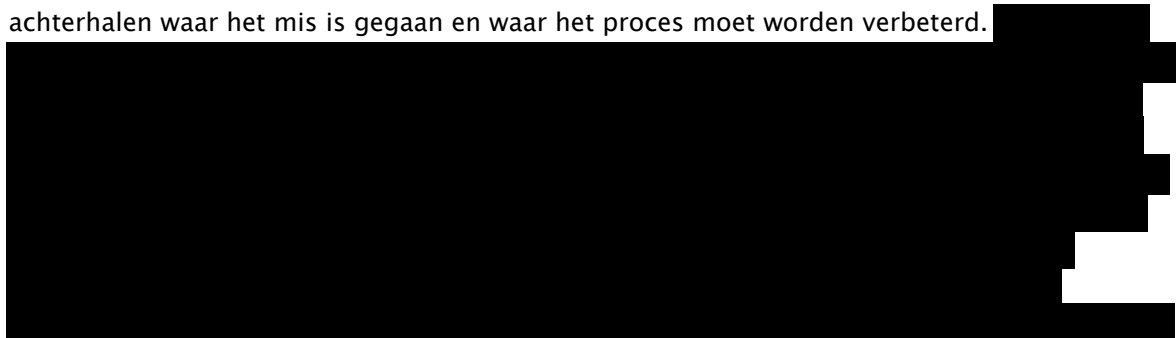 achterhalen waar het mis is gegaan en waar het proces moet worden verbeterd.